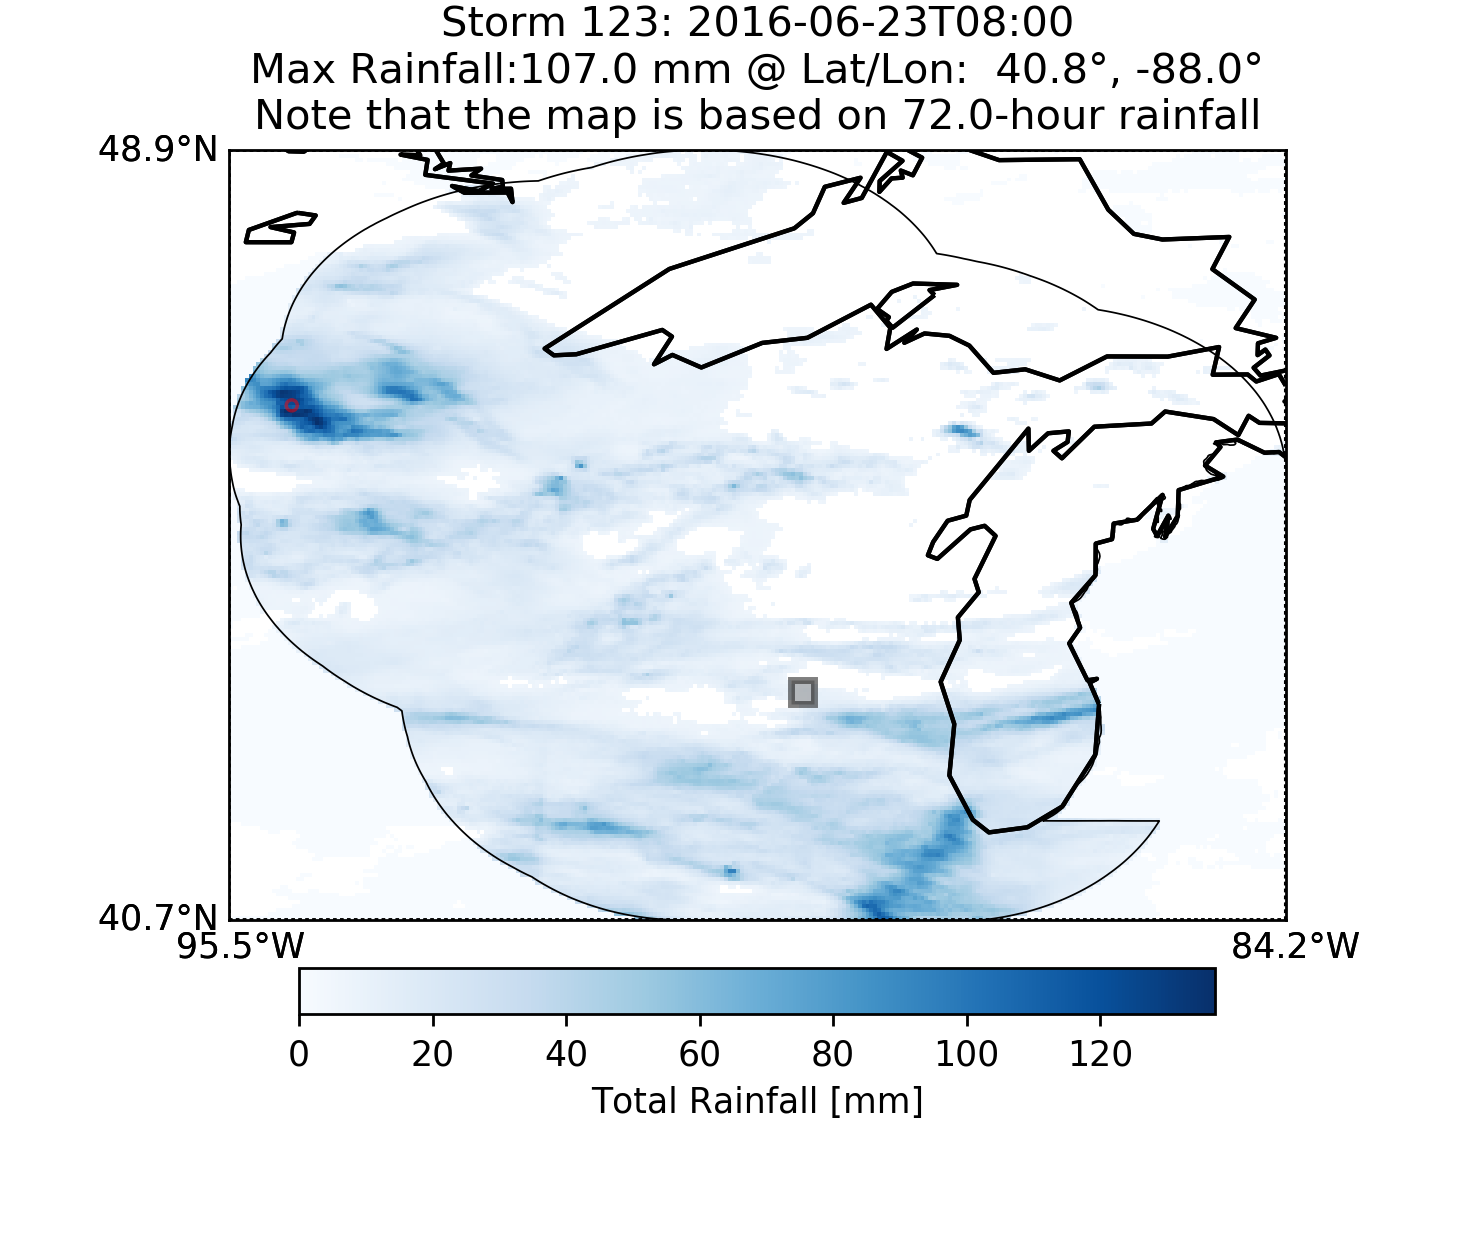 Storm 123: 2016-06-23T08:00
Max Rainfall:107.0 mm @ Lat/Lon:  40.8°, -88.0°
Note that the map is based on 72.0-hour rainfall
48.9°N
40.7°N
95.5°W 84.2°W
0 20 40 60 80 100 120
Total Rainfall [mm]